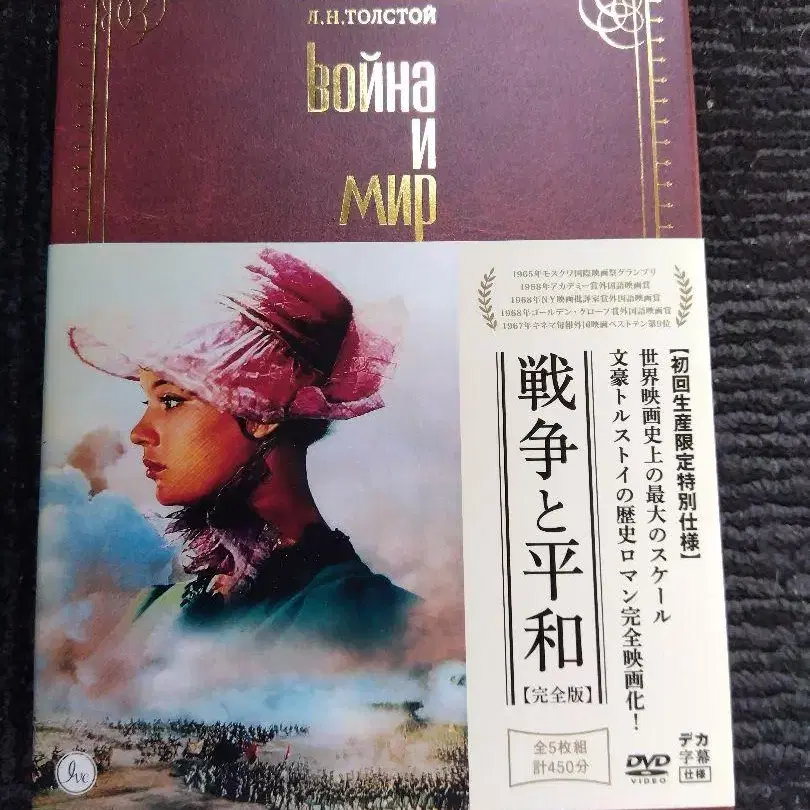 Л.Н.ТОЛСТОЙ
Война
и
мир
1965年モスクワ国際映画祭グランプリ
1968年アカデミー賞外国語映画賞
1968年NY映画批評家賞外国語映画賞
1968年ゴールデン・グローブ賞外国語映画賞
1967年キネマ旬報外国映画ベストテン第9位
【初回生産限定特別仕様】
世界映画史上の最大のスケール
文豪トルストイの歴史ロマン完全映画化!
戦争と平和
【完全版】
全5枚組
計450分
DVD
VIDEO
デカ
字幕
仕様
ivc